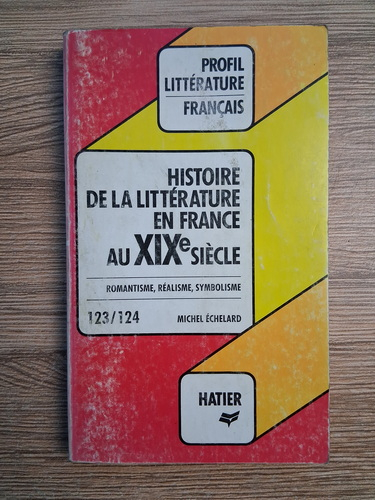 PROFIL
LITTÉRATURE
FRANÇAIS
HISTOIRE
DE LA LITTÉRATURE
EN FRANCE
AU XIXe SIÈCLE
ROMANTISME, RÉALISME, SYMBOLISME
123/124 MICHEL ÉCHELARD
HATIER